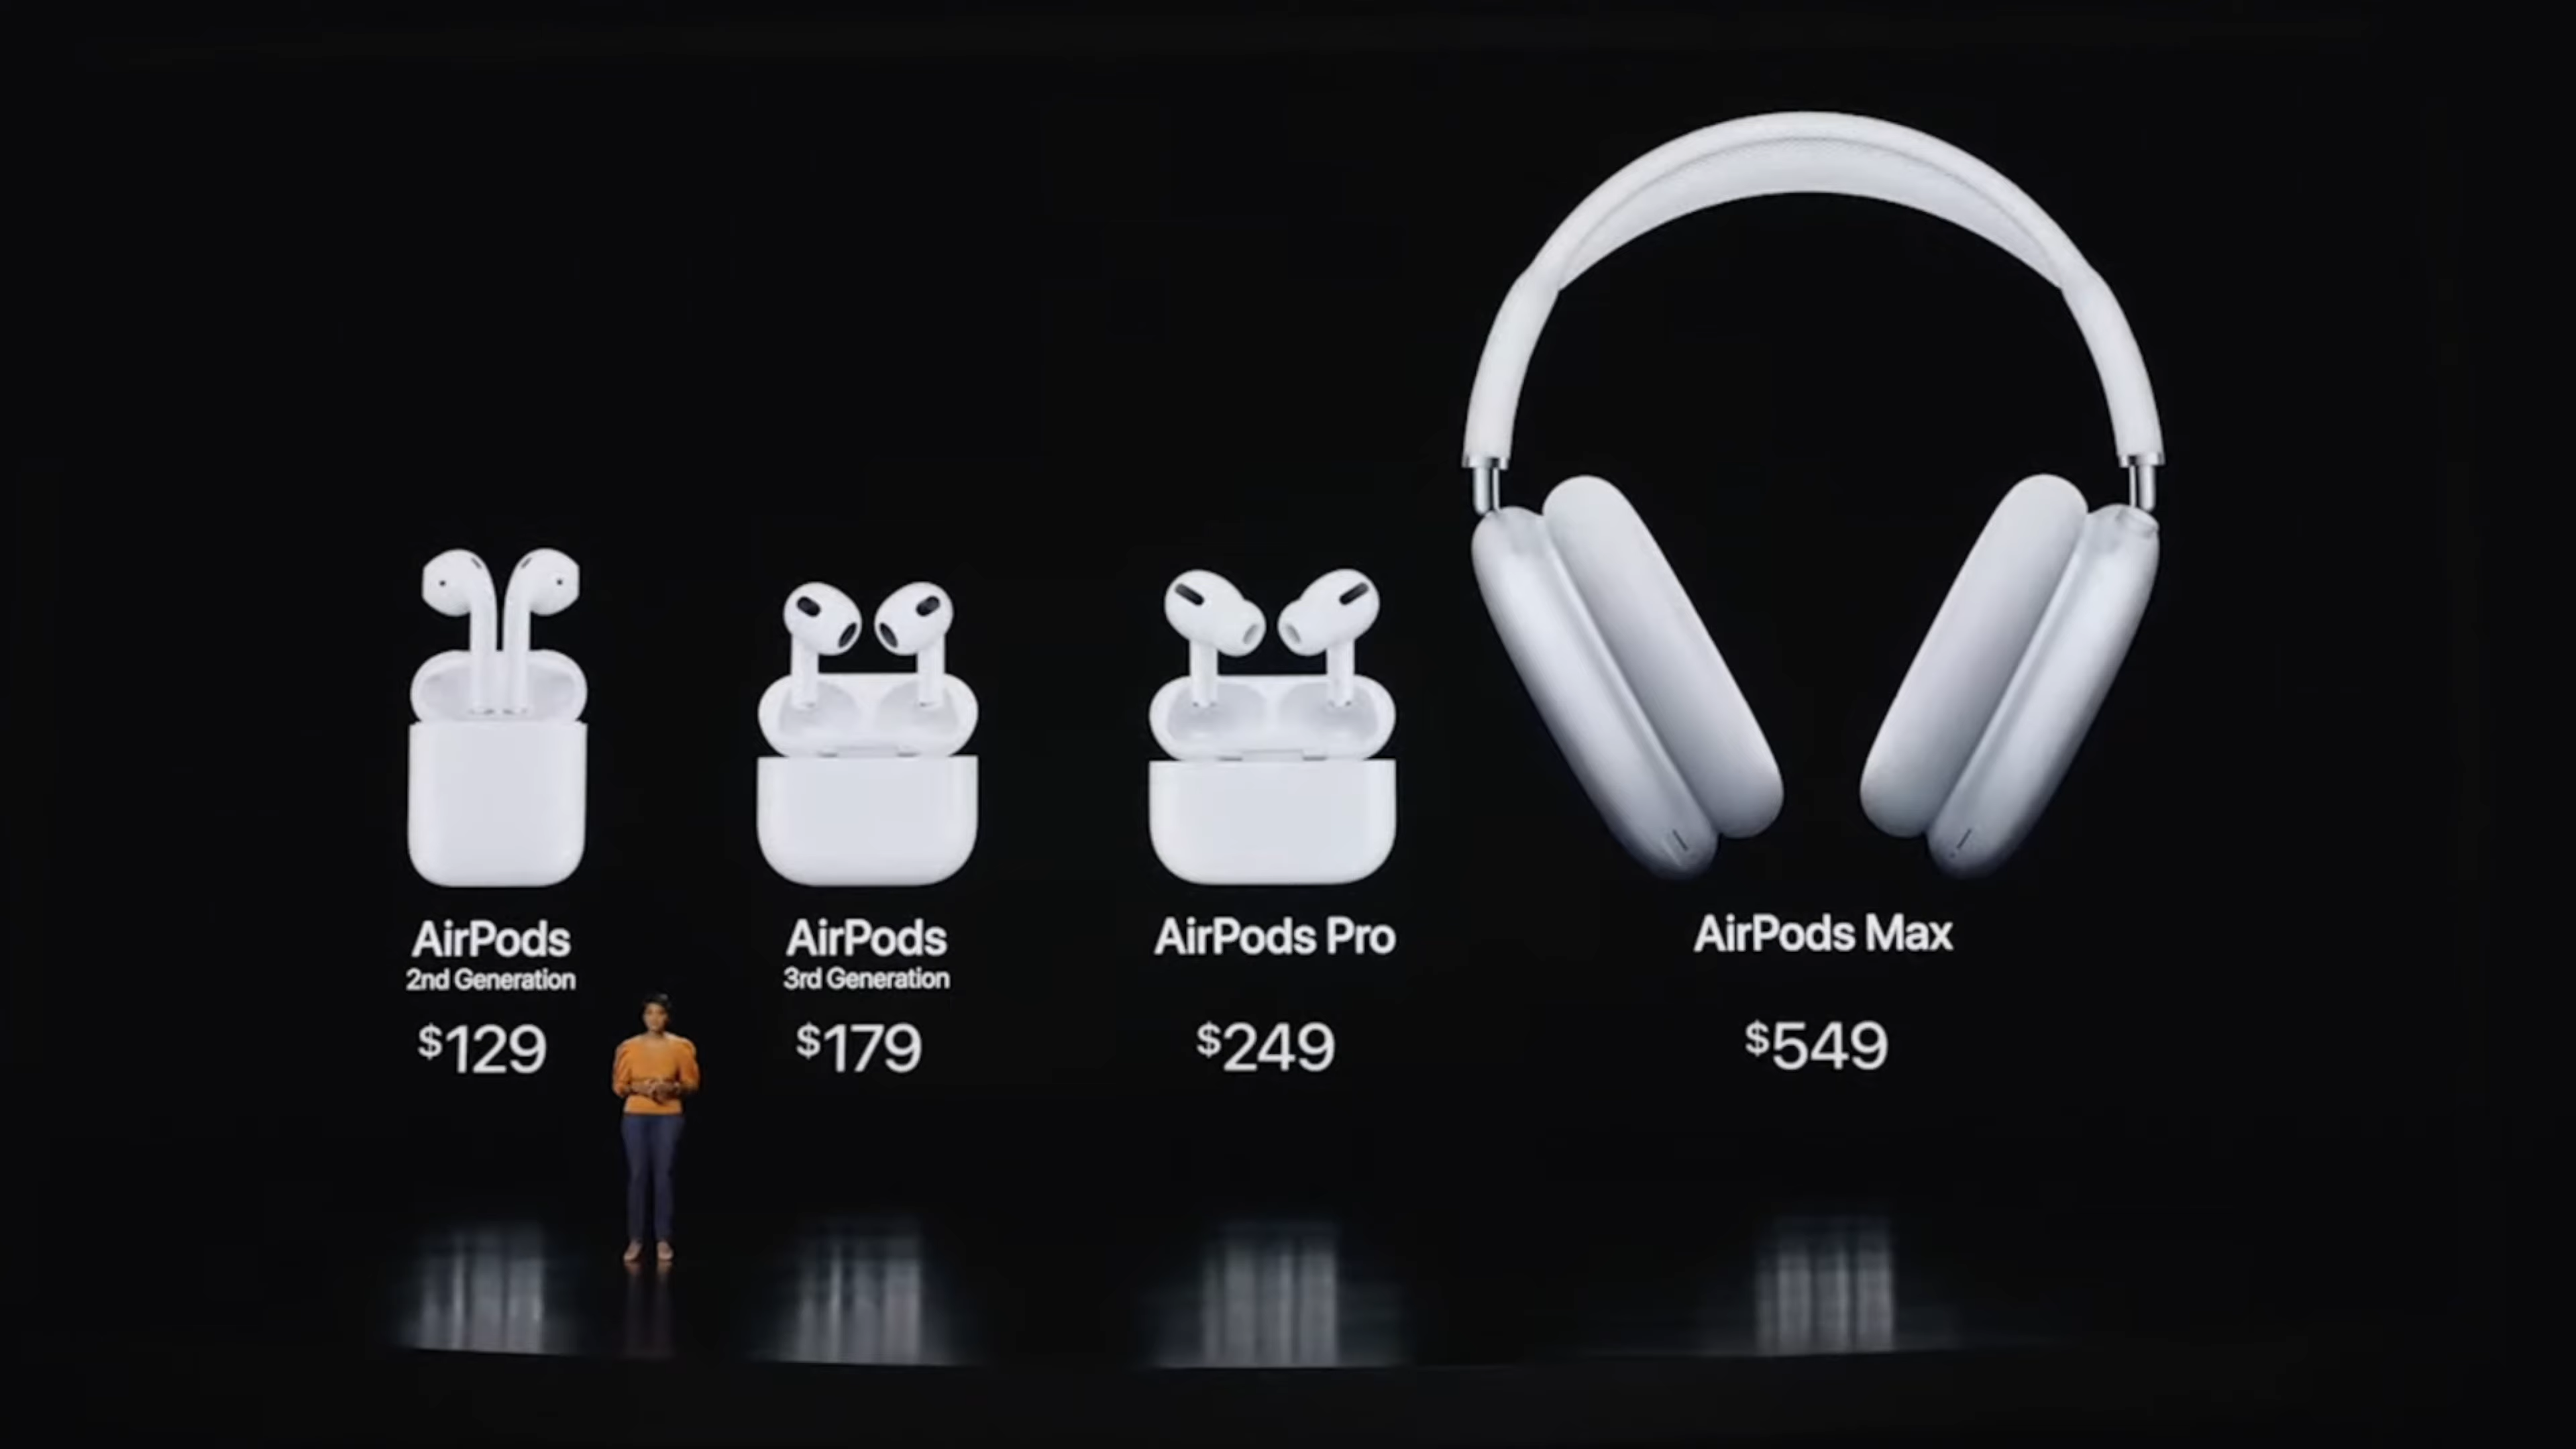 AirPods
2nd Generation
$129
AirPods
3rd Generation
$179
AirPods Pro
$249
AirPods Max
$549